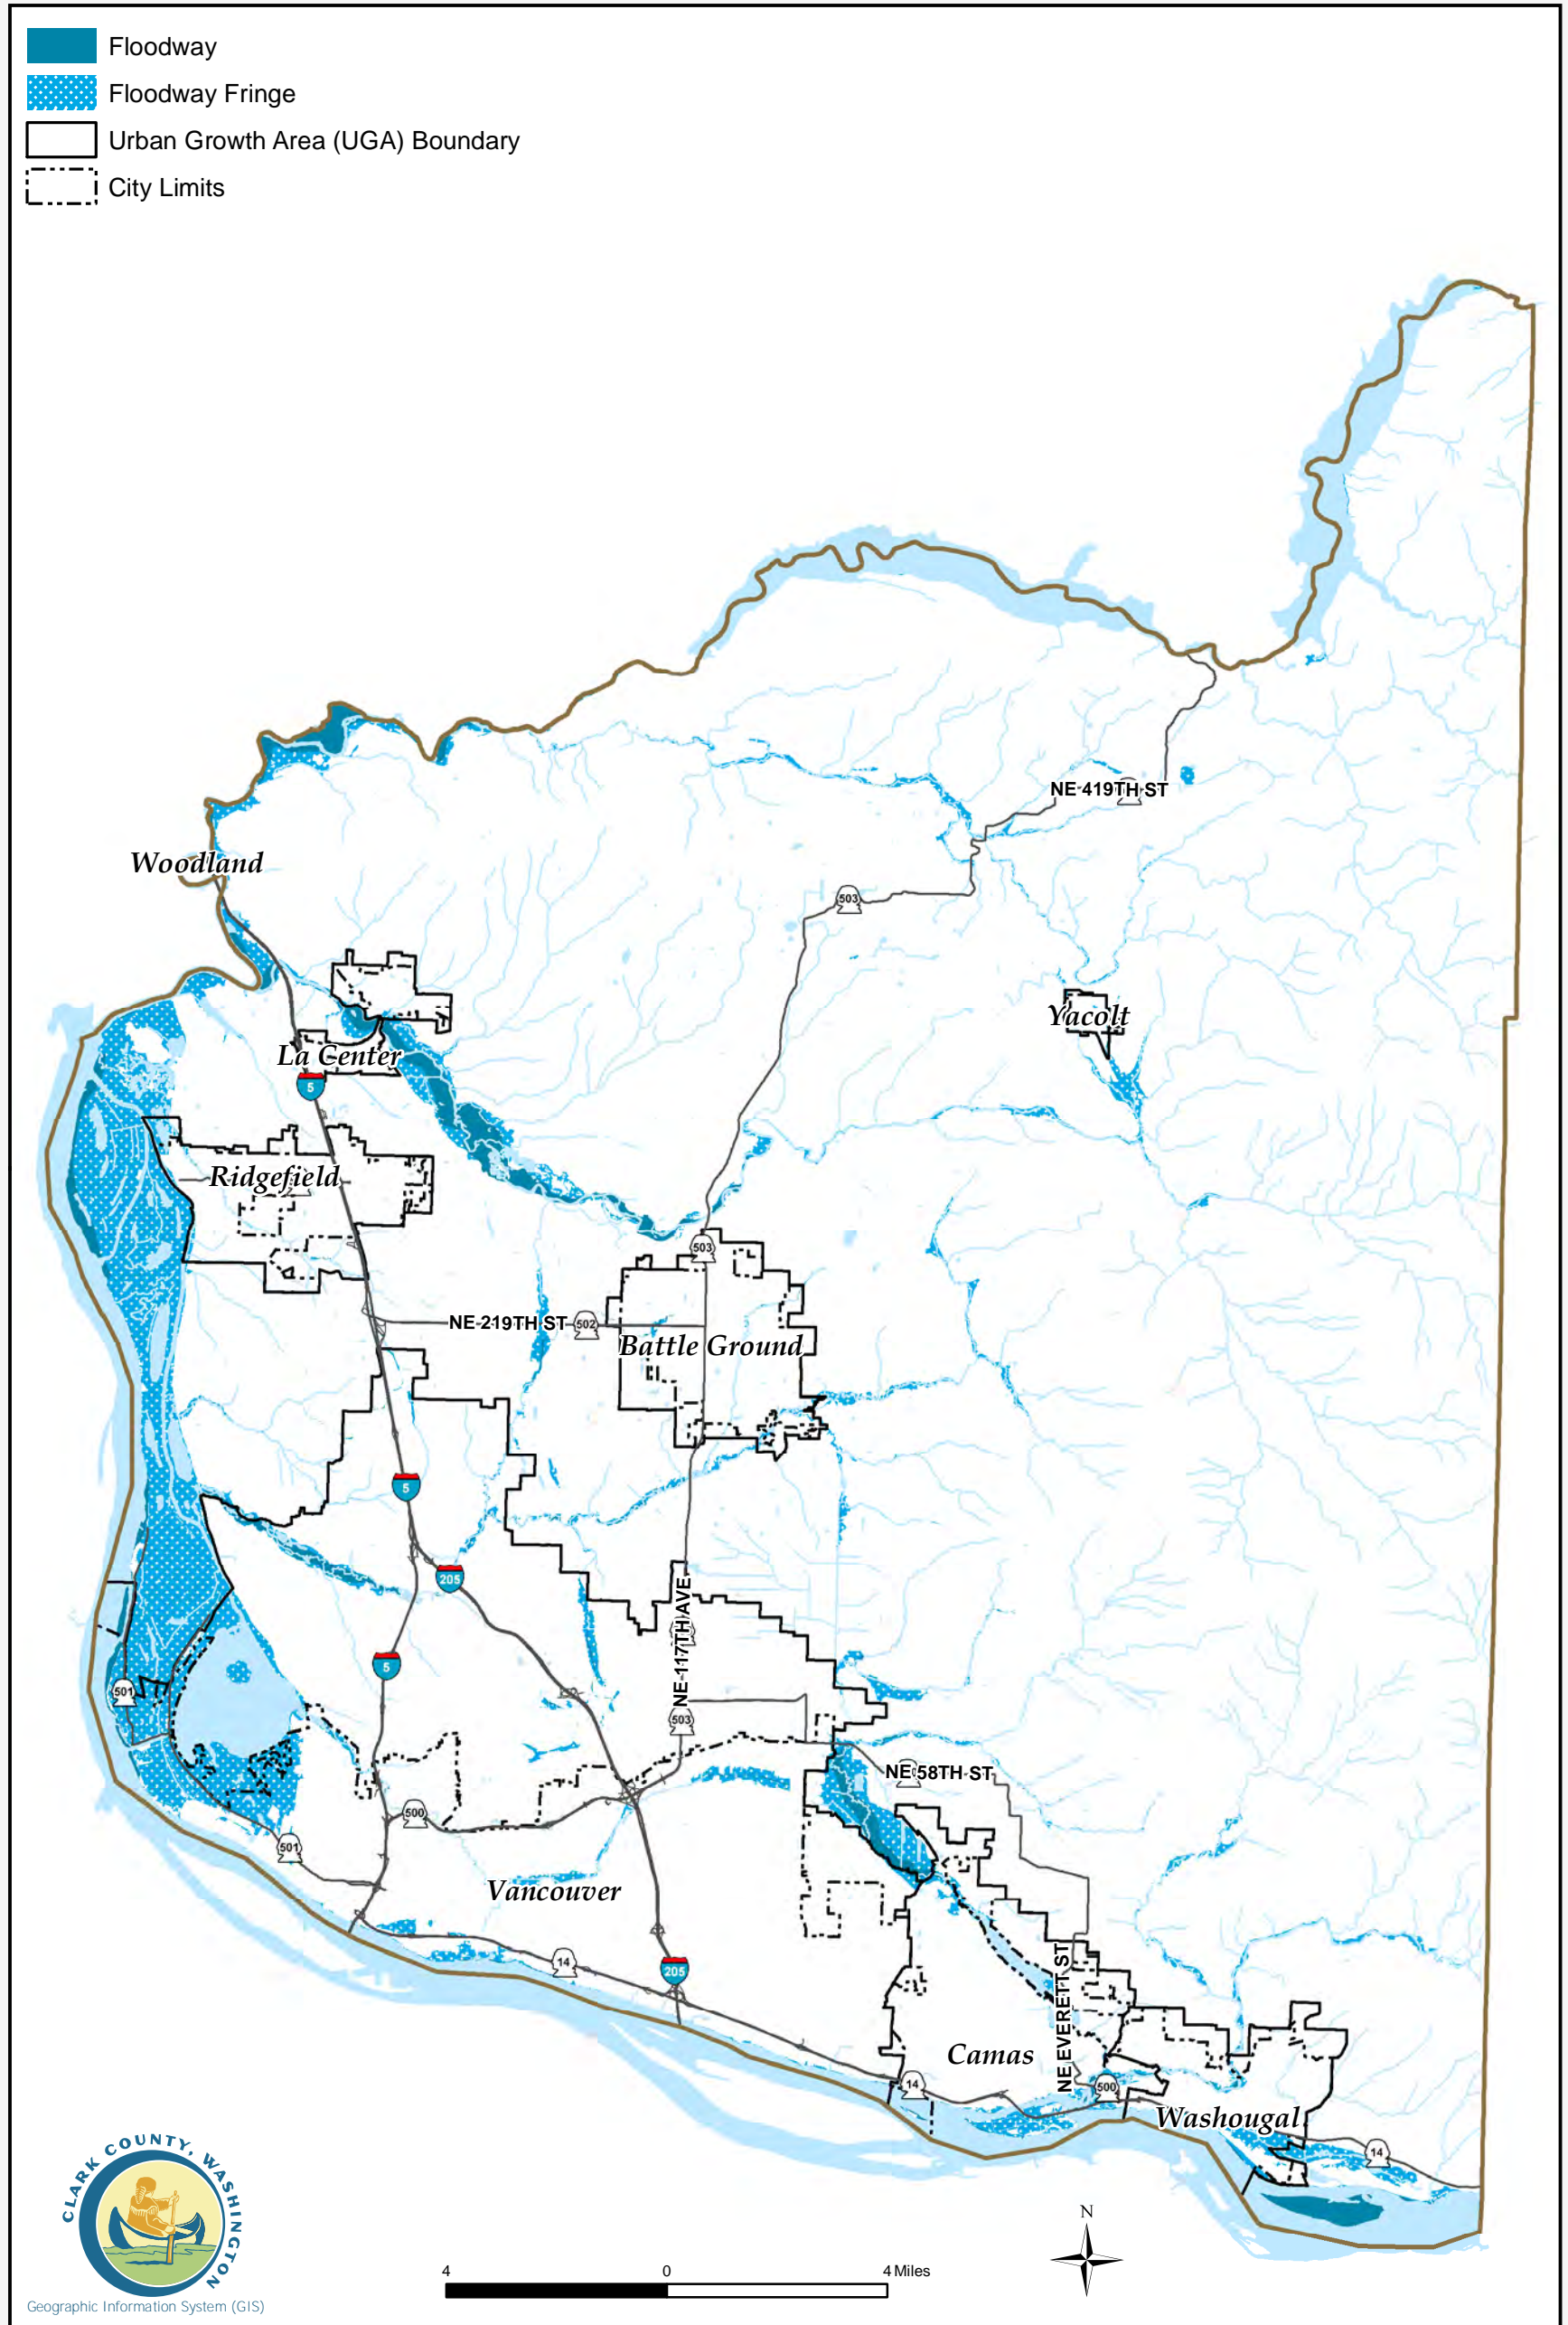 Floodway
Floodway Fringe
Urban Growth Area (UGA) Boundary
City Limits
NE 419TH ST
Woodland
503
Yacolt
La Center
5
Ridgefield
503
NE 219TH ST
502
Battle Ground
5
205
NE 117TH AVE
5
501
503
NE 58TH ST
500
501
Vancouver
14
205
NE EVERETT ST
Camas
14
500
Washougal
14
CLARK COUNTY, WASHINGTON
Geographic Information System (GIS)
N
4
0
4 Miles